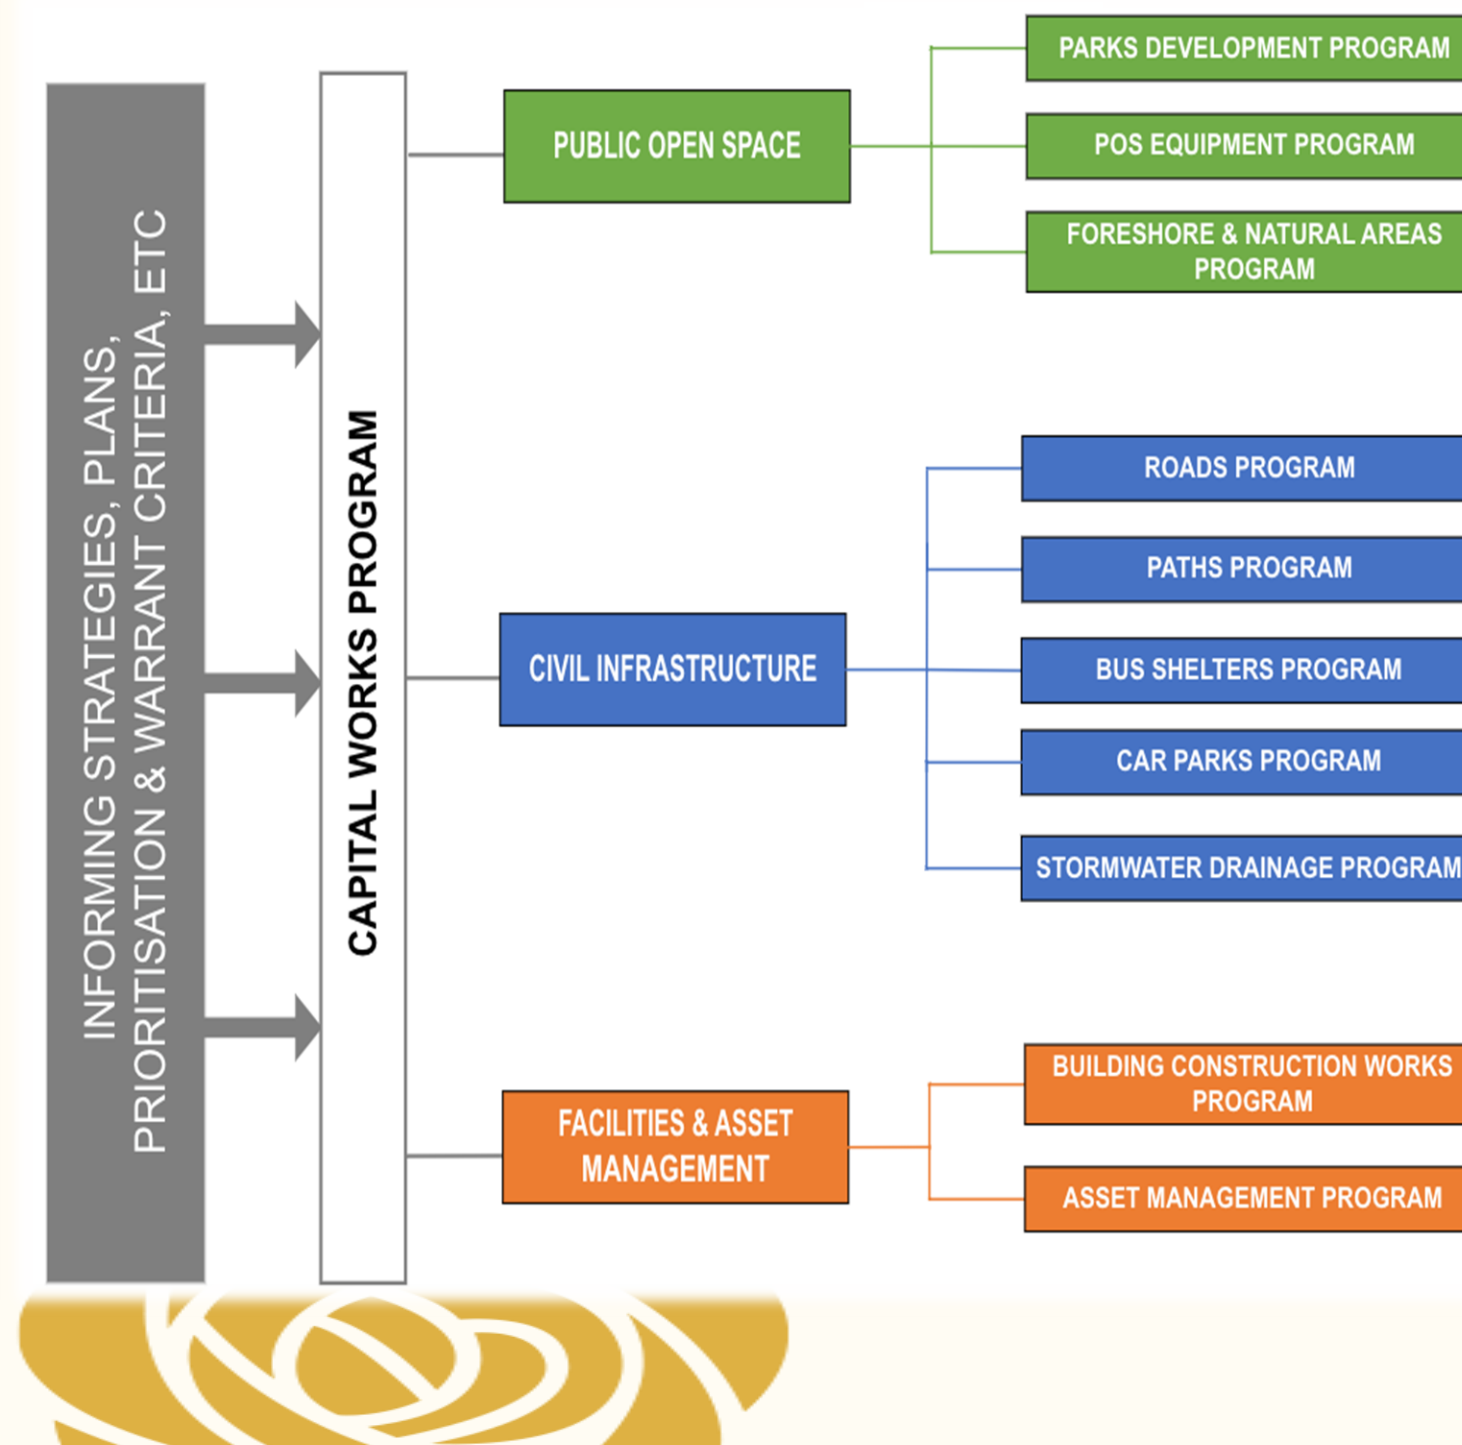 INFORMING STRATEGIES, PLANS,
PRIORITISATION & WARRANT CRITERIA, ETC
CAPITAL WORKS PROGRAM
PUBLIC OPEN SPACE
PARKS DEVELOPMENT PROGRAM
POS EQUIPMENT PROGRAM
FORESHORE & NATURAL AREAS
PROGRAM
CIVIL INFRASTRUCTURE
ROADS PROGRAM
PATHS PROGRAM
BUS SHELTERS PROGRAM
CAR PARKS PROGRAM
STORMWATER DRAINAGE PROGRAM
FACILITIES & ASSET
MANAGEMENT
BUILDING CONSTRUCTION WORKS
PROGRAM
ASSET MANAGEMENT PROGRAM